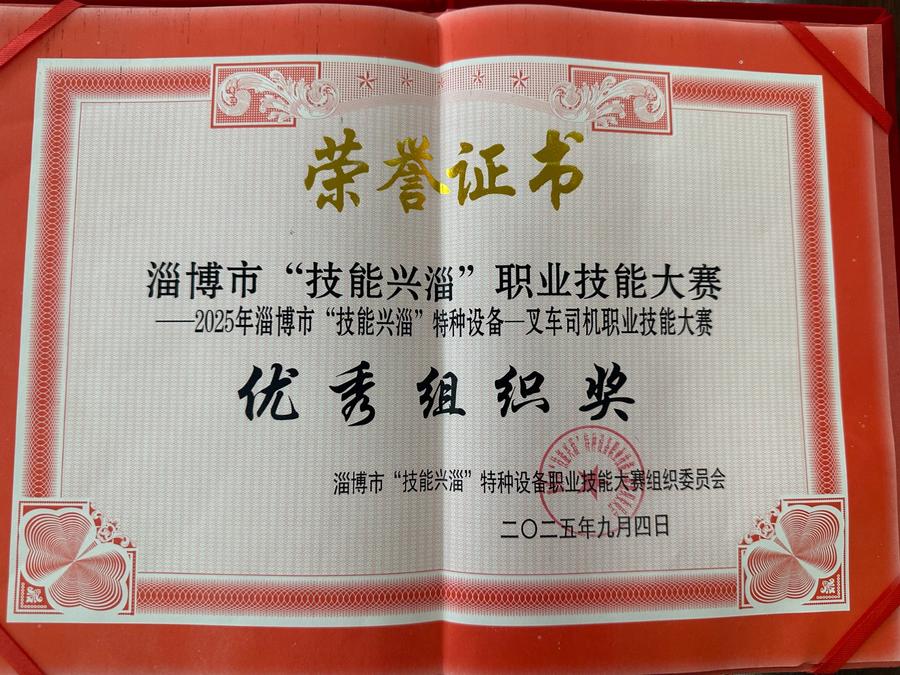 荣誉证书
淄博市“技能兴淄”职业技能大赛
——2025年淄博市“技能兴淄”特种设备—叉车司机职业技能大赛
优秀组织奖
淄博市“技能兴淄”特种设备职业技能大赛组织委员会
二〇二五年九月四日